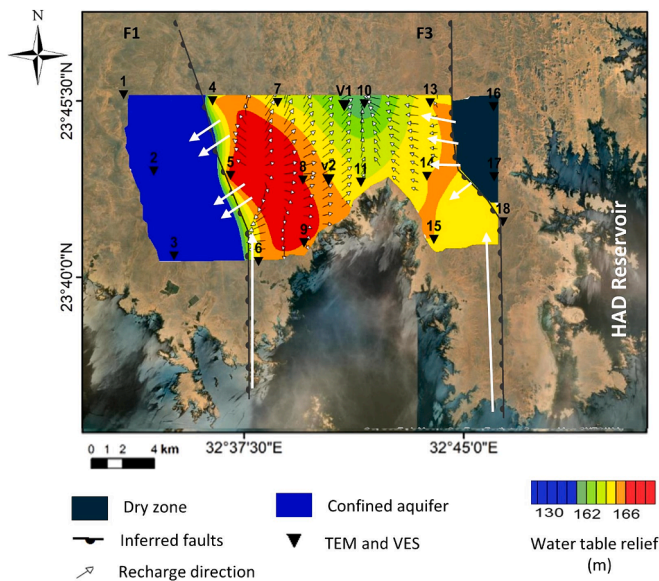 N
F1
F3
1
4
7
V1
10
13
16
2
5
8
v2
11
14
17
3
6
9
15
18
23°45'30"N
23°40'0"N
HAD Reservoir
0 1 2 4 km
32°37'30"E
32°45'0"E
Dry zone
Confined aquifer
Inferred faults
TEM and VES
Recharge direction
130 162 166
Water table relief
(m)